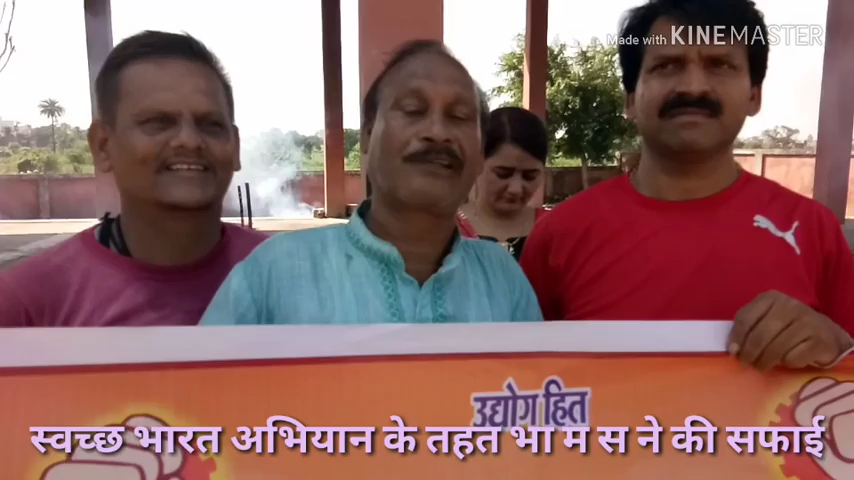 Made with KINEMASTER
उद्योग हित
स्वच्छ भारत अभियान के तहत भा म स ने की सफाई